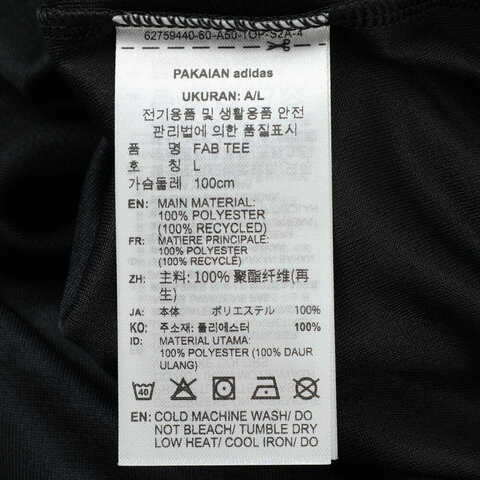 62759440-60-A50-TOP-S2A-4
PAKAIAN adidas
UKURAN: A/L
전기용품 및 생활용품 안전
관리법에 의한 품질표시
품 명 FAB TEE
호 칭 L
가슴둘레 100cm
EN: MAIN MATERIAL:
100% POLYESTER
(100% RECYCLED)
FR: MATIERE PRINCIPALE:
100% POLYESTER
(100% RECYCLÉ)
ZH: 主料: 100% 聚酯纤维(再
生)
JA: 本体 ポリエステル 100%
KO: 주소재: 폴리에스터 100%
ID: MATERIAL UTAMA:
100% POLYESTER (100% DAUR
ULANG)
40
EN: COLD MACHINE WASH/ DO
NOT BLEACH/ TUMBLE DRY
LOW HEAT/ COOL IRON/ DO